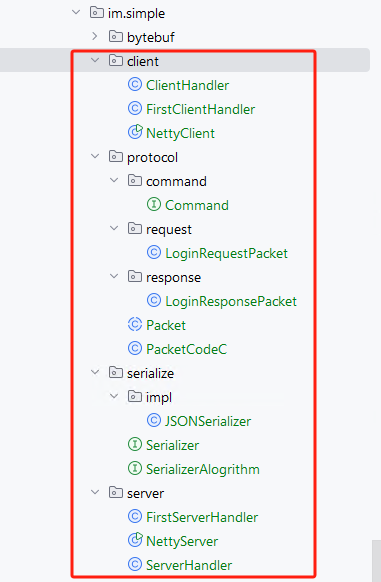 im.simple
bytebuf
client
ClientHandler
FirstClientHandler
NettyClient
protocol
command
Command
request
LoginRequestPacket
response
LoginResponsePacket
Packet
PacketCodeC
serialize
impl
JSONSerializer
Serializer
SerializerAlogrithm
server
FirstServerHandler
NettyServer
ServerHandler